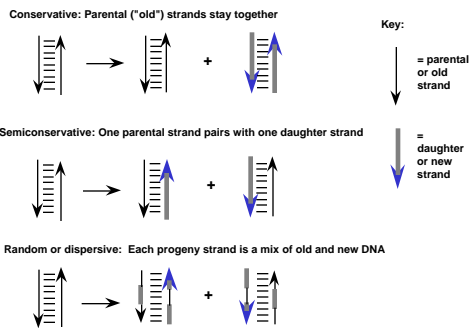 Conservative: Parental ("old") strands stay together
Key:
+
= parental
or old
strand
Semiconservative: One parental strand pairs with one daughter strand
=
daughter
or new
strand
+
Random or dispersive: Each progeny strand is a mix of old and new DNA
+